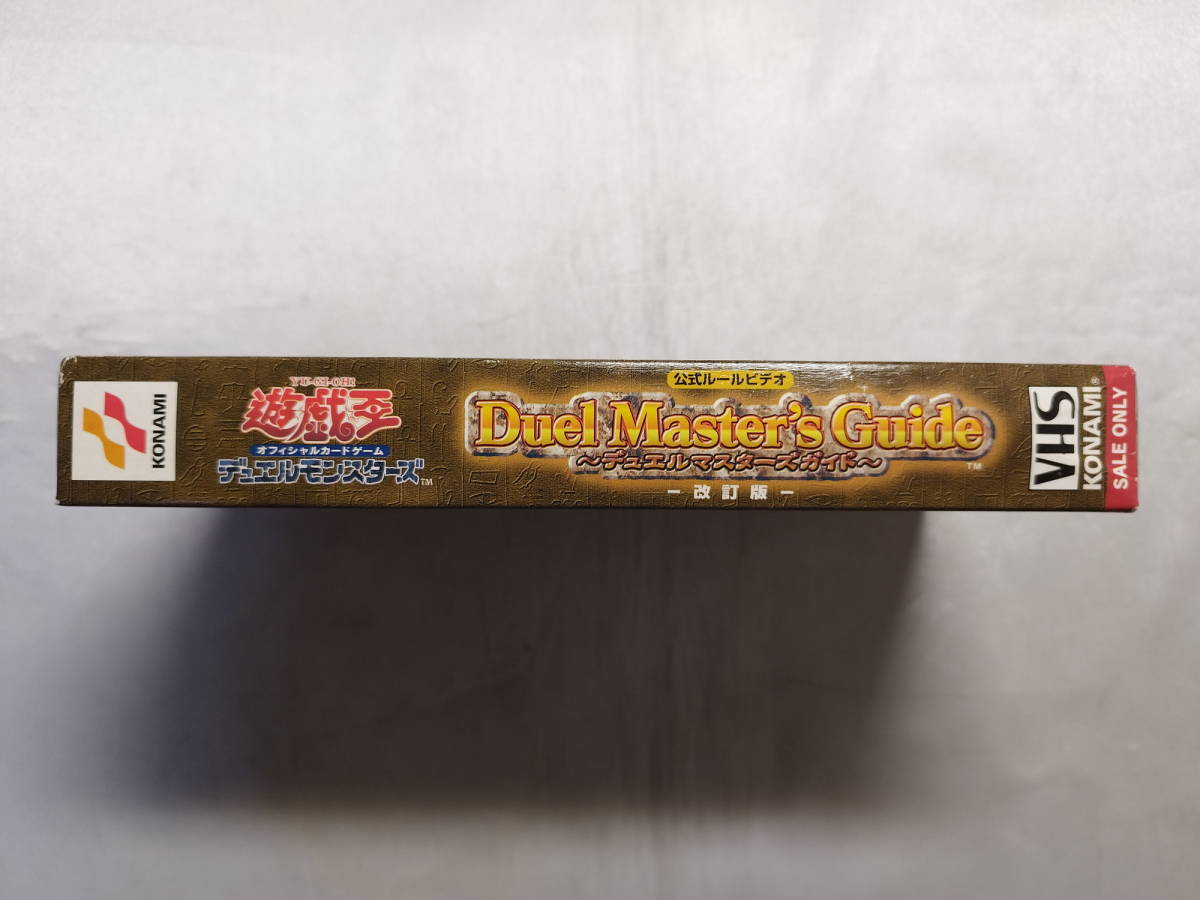 KONAMI
YU-GI-OH!
遊戯王
オフィシャルカードゲーム
デュエルモンスターズ™
公式ルールビデオ
Duel Master's Guide
～デュエルマスターズガイド～™
－改訂版－
VHS
KONAMI®
SALE ONLY